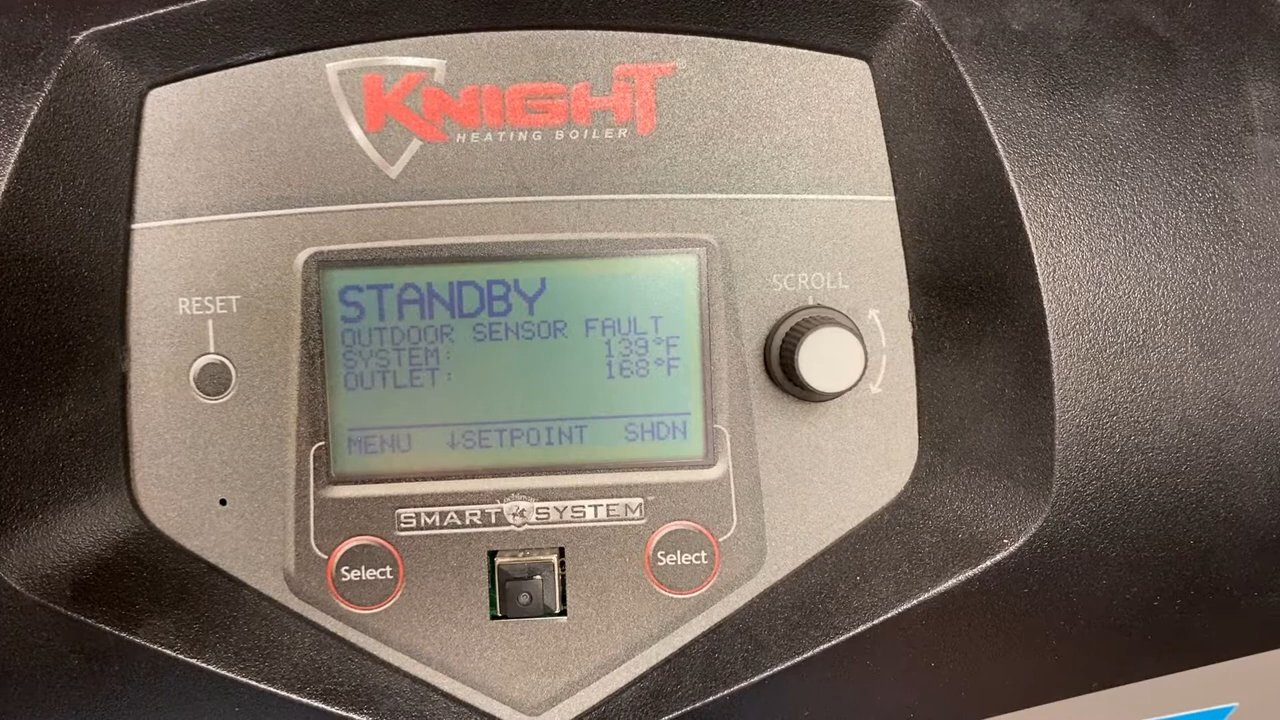 KNIGHT
HEATING BOILER
RESET
SCROLL
STANDBY
OUTDOOR SENSOR FAULT
SYSTEM: 139°F
OUTLET: 168°F
MENU ↓SETPOINT SHDN
Lochinvar
SMART SYSTEM
Select
Select